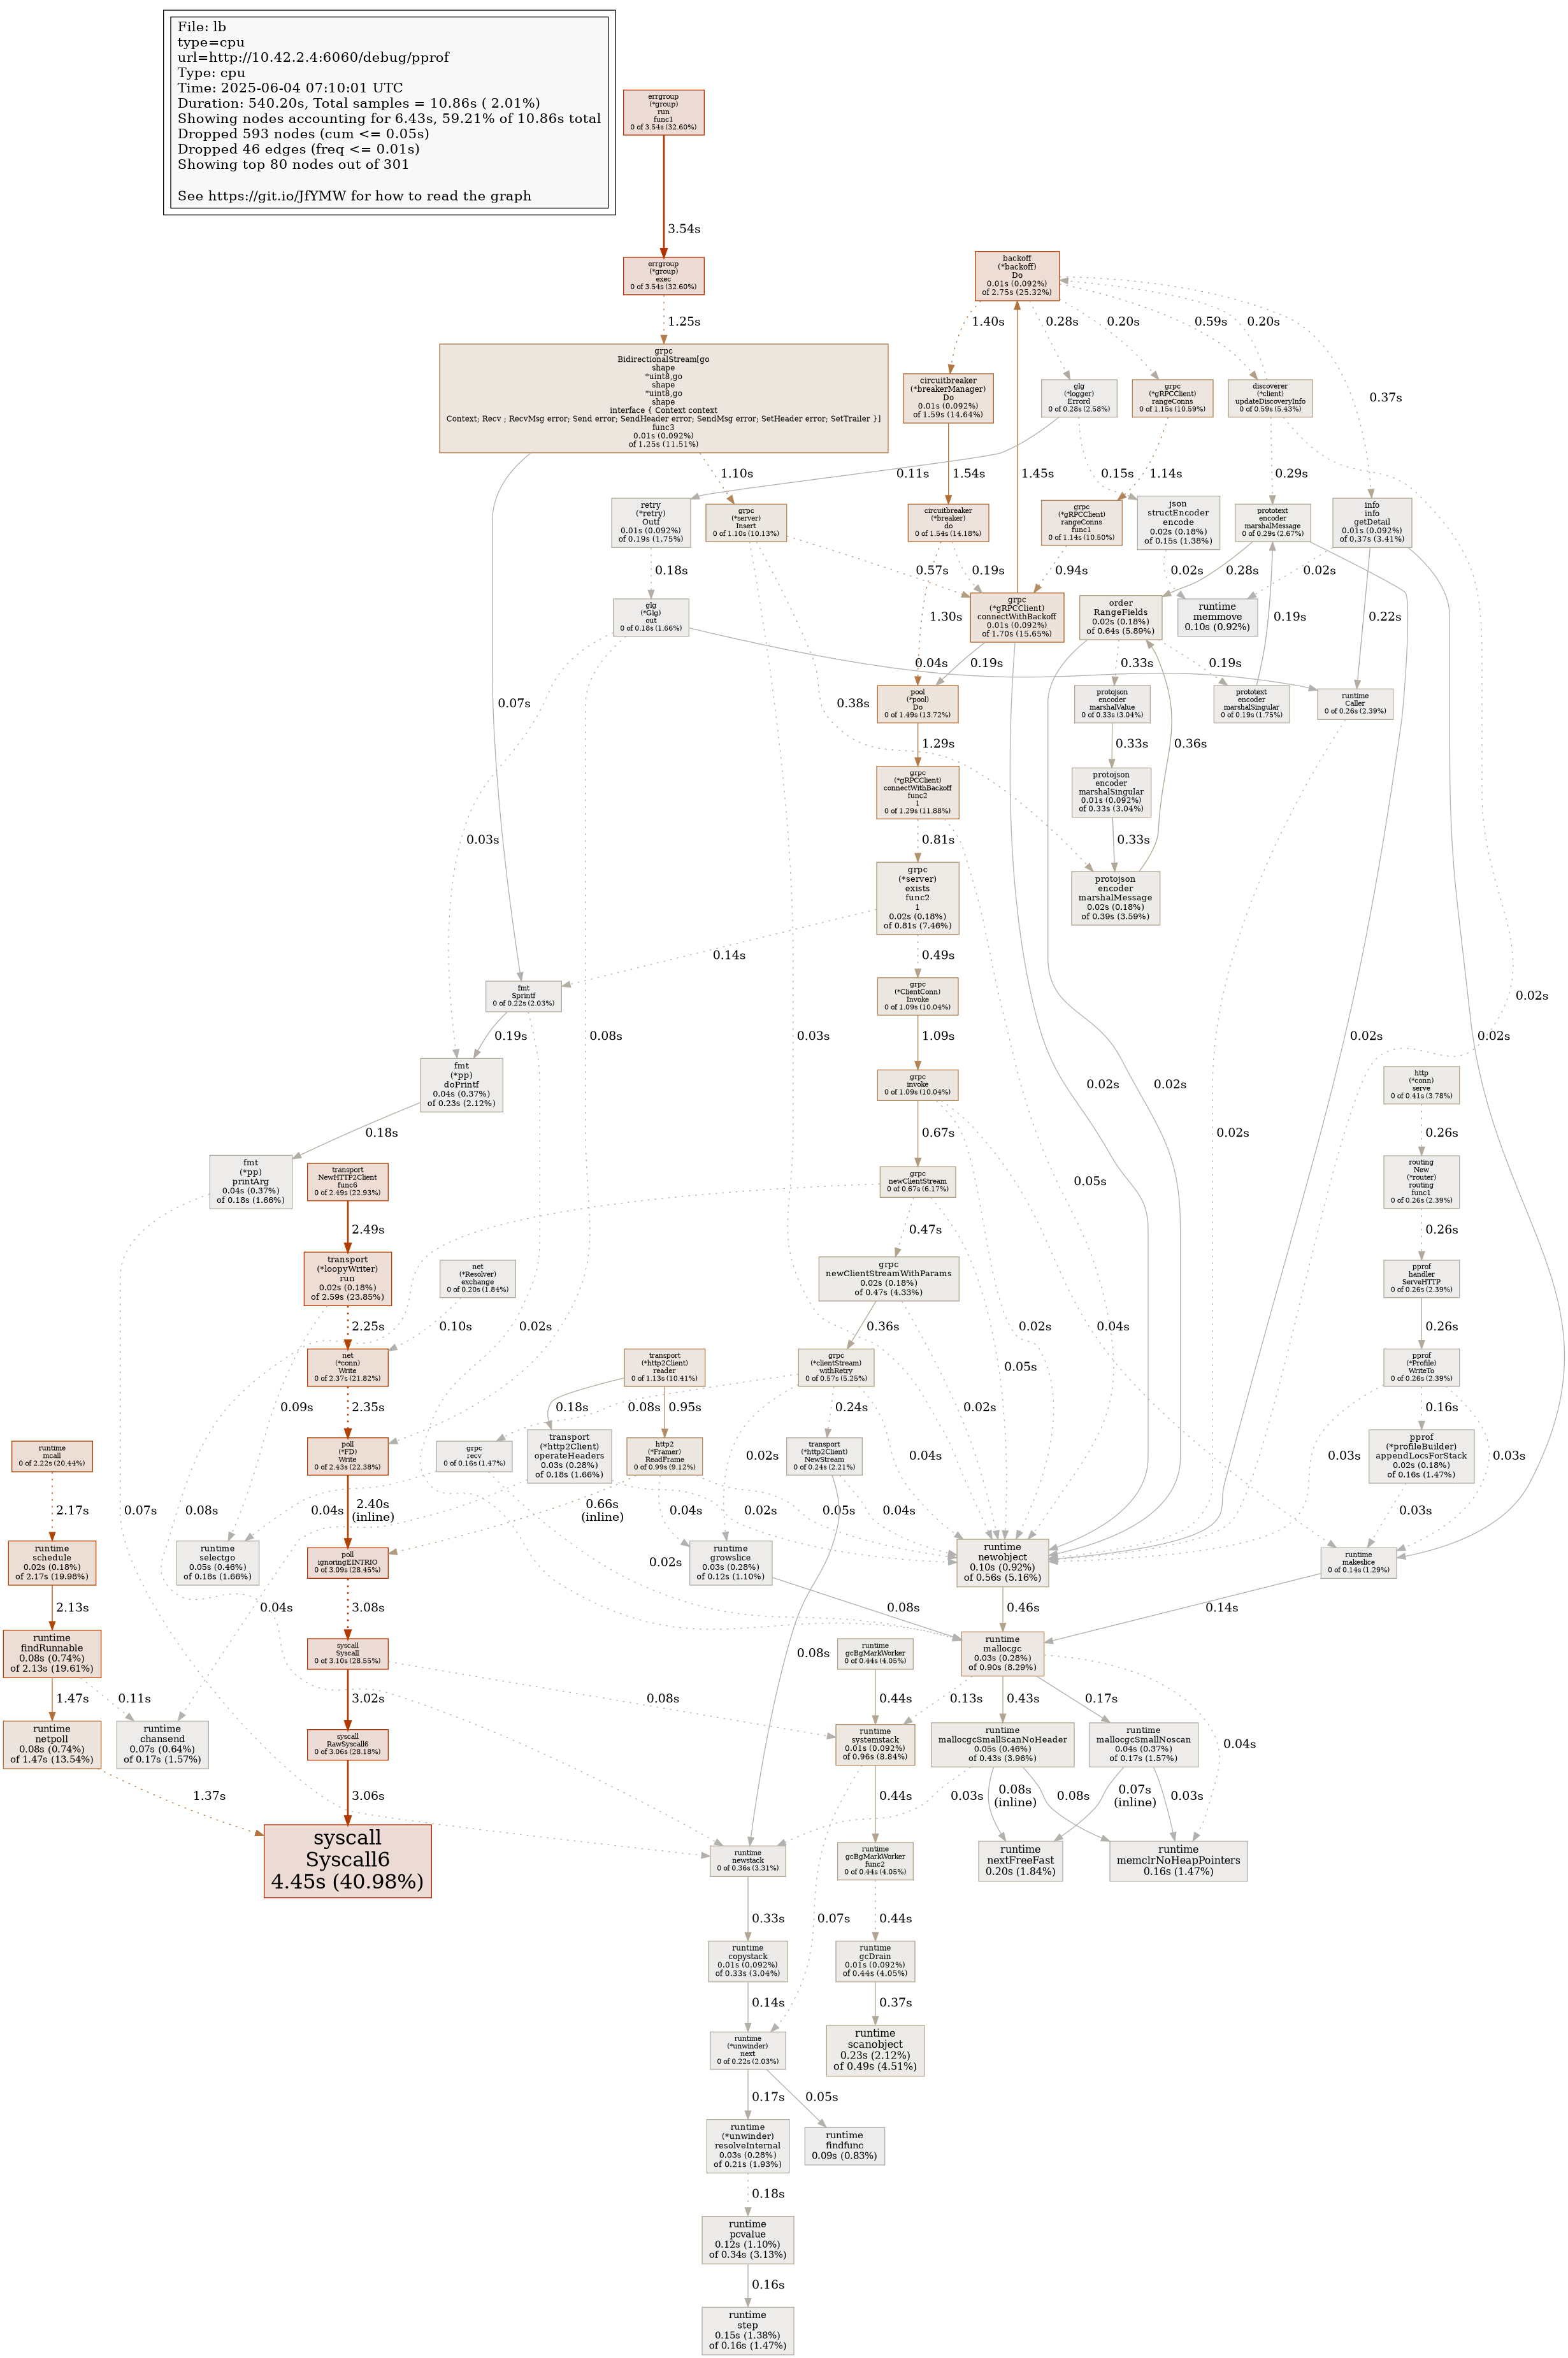 File: lb
type=cpu
url=http://10.42.2.4:6060/debug/pprof
Type: cpu
Time: 2025-06-04 07:10:01 UTC
Duration: 540.20s, Total samples = 10.86s ( 2.01%)
Showing nodes accounting for 6.43s, 59.21% of 10.86s total
Dropped 593 nodes (cum <= 0.05s)
Dropped 46 edges (freq <= 0.01s)
Showing top 80 nodes out of 301
See https://git.io/JfYMW for how to read the graph
errgroup
(*group)
run
func1
0 of 3.54s (32.60%)
3.54s
errgroup
(*group)
exec
0 of 3.54s (32.60%)
backoff
(*backoff)
Do
0.01s (0.092%)
of 2.75s (25.32%)
1.25s
1.40s
0.28s
0.20s
0.59s
0.20s
0.37s
grpc
BidirectionalStream[go
shape
*uint8,go
shape
*uint8,go
shape
interface { Context context
Context; Recv ; RecvMsg error; Send error; SendHeader error; SendMsg error; SetHeader error; SetTrailer }]
func3
0.01s (0.092%)
of 1.25s (11.51%)
circuitbreaker
(*breakerManager)
Do
0.01s (0.092%)
of 1.59s (14.64%)
glg
(*logger)
Errord
0 of 0.28s (2.58%)
grpc
(*gRPCClient)
rangeConns
0 of 1.15s (10.59%)
discoverer
(*client)
updateDiscoveryInfo
0 of 0.59s (5.43%)
1.10s
0.11s
1.54s
1.45s
0.15s
1.14s
0.29s
retry
(*retry)
Outf
0.01s (0.092%)
of 0.19s (1.75%)
grpc
(*server)
Insert
0 of 1.10s (10.13%)
circuitbreaker
(*breaker)
do
0 of 1.54s (14.18%)
grpc
(*gRPCClient)
rangeConns
func1
0 of 1.14s (10.50%)
json
structEncoder
encode
0.02s (0.18%)
of 0.15s (1.38%)
prototext
encoder
marshalMessage
0 of 0.29s (2.67%)
info
info
getDetail
0.01s (0.092%)
of 0.37s (3.41%)
0.18s
0.57s
0.19s
0.94s
0.02s
0.28s
0.02s
glg
(*Glg)
out
0 of 0.18s (1.66%)
grpc
(*gRPCClient)
connectWithBackoff
0.01s (0.092%)
of 1.70s (15.65%)
order
RangeFields
0.02s (0.18%)
of 0.64s (5.89%)
runtime
memmove
0.10s (0.92%)
1.30s
0.19s
0.22s
0.04s
0.19s
0.33s
0.19s
0.07s
0.38s
pool
(*pool)
Do
0 of 1.49s (13.72%)
protojson
encoder
marshalValue
0 of 0.33s (3.04%)
prototext
encoder
marshalSingular
0 of 0.19s (1.75%)
runtime
Caller
0 of 0.26s (2.39%)
1.29s
0.33s
0.36s
grpc
(*gRPCClient)
connectWithBackoff
func2
1
0 of 1.29s (11.88%)
protojson
encoder
marshalSingular
0.01s (0.092%)
of 0.33s (3.04%)
0.03s
0.81s
0.33s
grpc
(*server)
exists
func2
1
0.02s (0.18%)
of 0.81s (7.46%)
protojson
encoder
marshalMessage
0.02s (0.18%)
of 0.39s (3.59%)
0.14s
0.49s
fmt
Sprintf
0 of 0.22s (2.03%)
grpc
(*ClientConn)
Invoke
0 of 1.09s (10.04%)
0.02s
0.19s
0.08s
0.03s
1.09s
0.02s
0.02s
fmt
(*pp)
doPrintf
0.04s (0.37%)
of 0.23s (2.12%)
grpc
invoke
0 of 1.09s (10.04%)
0.02s
0.02s
http
(*conn)
serve
0 of 0.41s (3.78%)
0.18s
0.67s
0.02s
0.26s
fmt
(*pp)
printArg
0.04s (0.37%)
of 0.18s (1.66%)
transport
NewHTTP2Client
func6
0 of 2.49s (22.93%)
grpc
newClientStream
0 of 0.67s (6.17%)
0.05s
routing
New
(*router)
routing
func1
0 of 0.26s (2.39%)
2.49s
0.47s
0.26s
transport
(*loopyWriter)
run
0.02s (0.18%)
of 2.59s (23.85%)
net
(*Resolver)
exchange
0 of 0.20s (1.84%)
grpc
newClientStreamWithParams
0.02s (0.18%)
of 0.47s (4.33%)
pprof
handler
ServeHTTP
0 of 0.26s (2.39%)
2.25s
0.10s
0.02s
0.36s
0.02s
0.04s
0.26s
net
(*conn)
Write
0 of 2.37s (21.82%)
transport
(*http2Client)
reader
0 of 1.13s (10.41%)
grpc
(*clientStream)
withRetry
0 of 0.57s (5.25%)
0.05s
pprof
(*Profile)
WriteTo
0 of 0.26s (2.39%)
0.09s
2.35s
0.18s
0.08s
0.95s
0.24s
0.02s
0.16s
runtime
mcall
0 of 2.22s (20.44%)
poll
(*FD)
Write
0 of 2.43s (22.38%)
grpc
recv
0 of 0.16s (1.47%)
transport
(*http2Client)
operateHeaders
0.03s (0.28%)
of 0.18s (1.66%)
http2
(*Framer)
ReadFrame
0 of 0.99s (9.12%)
0.02s
transport
(*http2Client)
NewStream
0 of 0.24s (2.21%)
0.04s
0.03s
pprof
(*profileBuilder)
appendLocsForStack
0.02s (0.18%)
of 0.16s (1.47%)
0.03s
2.17s
0.07s
0.08s
0.04s
2.40s
(inline)
0.66s
(inline)
0.04s
0.02s
0.05s
0.04s
0.03s
runtime
schedule
0.02s (0.18%)
of 2.17s (19.98%)
runtime
selectgo
0.05s (0.46%)
of 0.18s (1.66%)
poll
ignoringEINTRIO
0 of 3.09s (28.45%)
0.02s
runtime
growslice
0.03s (0.28%)
of 0.12s (1.10%)
runtime
newobject
0.10s (0.92%)
of 0.56s (5.16%)
runtime
makeslice
0 of 0.14s (1.29%)
2.13s
0.04s
3.08s
0.08s
0.46s
0.14s
runtime
findRunnable
0.08s (0.74%)
of 2.13s (19.61%)
syscall
Syscall
0 of 3.10s (28.55%)
0.08s
runtime
gcBgMarkWorker
0 of 0.44s (4.05%)
runtime
mallocgc
0.03s (0.28%)
of 0.90s (8.29%)
1.47s
0.11s
3.02s
0.08s
0.44s
0.13s
0.43s
0.17s
runtime
netpoll
0.08s (0.74%)
of 1.47s (13.54%)
runtime
chansend
0.07s (0.64%)
of 0.17s (1.57%)
syscall
RawSyscall6
0 of 3.06s (28.18%)
runtime
systemstack
0.01s (0.092%)
of 0.96s (8.84%)
runtime
mallocgcSmallScanNoHeader
0.05s (0.46%)
of 0.43s (3.96%)
runtime
mallocgcSmallNoscan
0.04s (0.37%)
of 0.17s (1.57%)
0.04s
1.37s
3.06s
0.44s
0.03s
0.08s
(inline)
0.08s
0.07s
(inline)
0.03s
syscall
Syscall6
4.45s (40.98%)
runtime
newstack
0 of 0.36s (3.31%)
runtime
gcBgMarkWorker
func2
0 of 0.44s (4.05%)
runtime
nextFreeFast
0.20s (1.84%)
runtime
memclrNoHeapPointers
0.16s (1.47%)
0.33s
0.07s
0.44s
runtime
copystack
0.01s (0.092%)
of 0.33s (3.04%)
runtime
gcDrain
0.01s (0.092%)
of 0.44s (4.05%)
0.14s
0.37s
runtime
(*unwinder)
next
0 of 0.22s (2.03%)
runtime
scanobject
0.23s (2.12%)
of 0.49s (4.51%)
0.17s
0.05s
runtime
(*unwinder)
resolveInternal
0.03s (0.28%)
of 0.21s (1.93%)
runtime
findfunc
0.09s (0.83%)
0.18s
runtime
pcvalue
0.12s (1.10%)
of 0.34s (3.13%)
0.16s
runtime
step
0.15s (1.38%)
of 0.16s (1.47%)